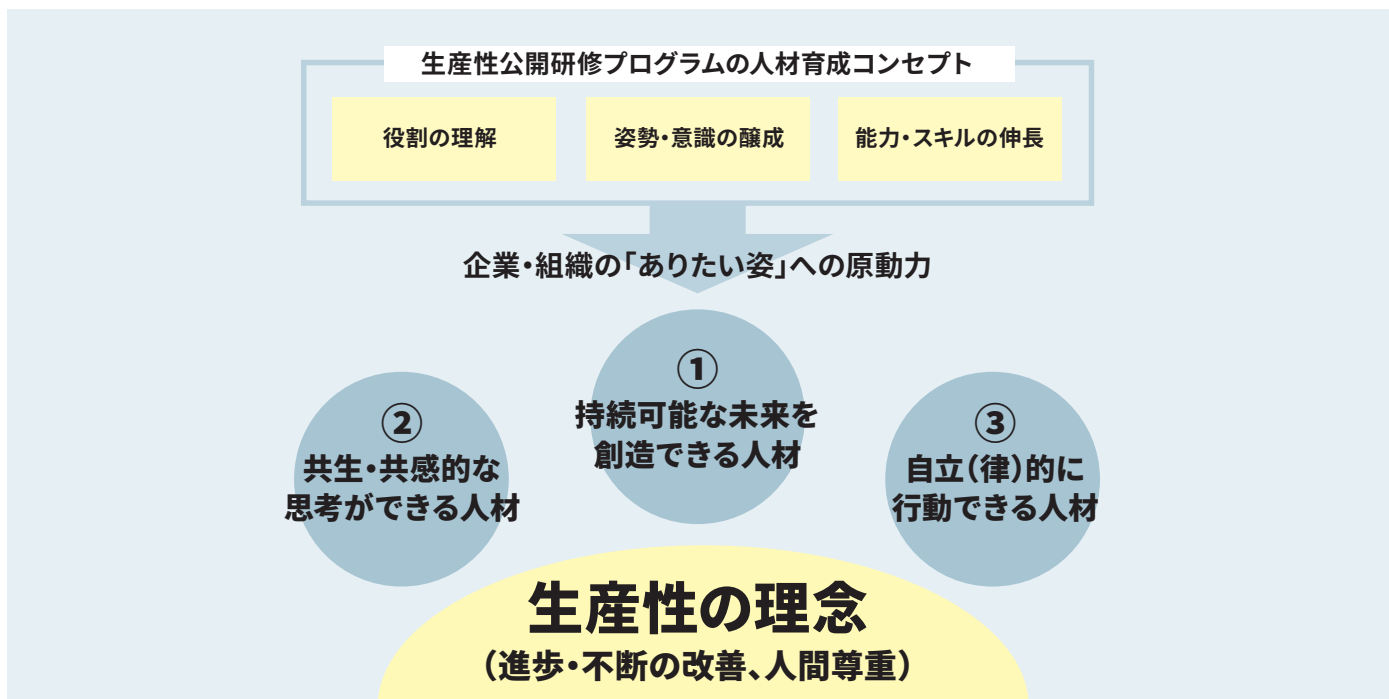 生産性公開研修プログラムの人材育成コンセプト
役割の理解
姿勢・意識の醸成
能力・スキルの伸長
企業・組織の「ありたい姿」への原動力
①
持続可能な未来を
創造できる人材
②
共生・共感的な
思考ができる人材
③
自立(律)的に
行動できる人材
生産性の理念
(進歩・不断の改善、人間尊重)